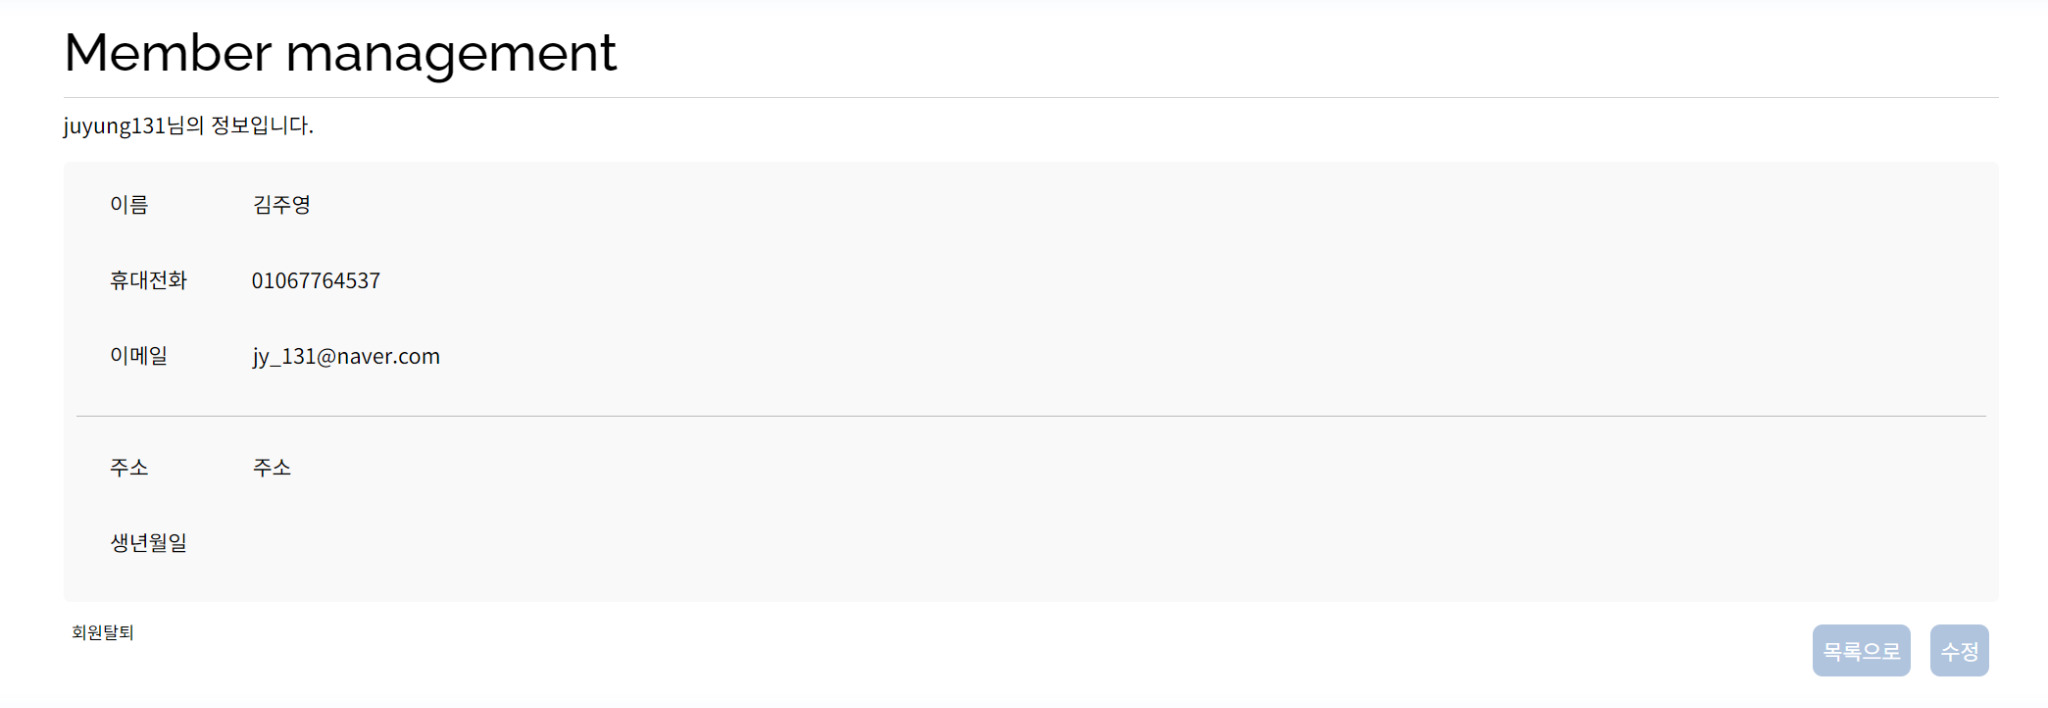 Member management
juyung131님의 정보입니다.
이름 김주영
휴대전화 01067764537
이메일 jy_131@naver.com
주소 주소
생년월일
회원탈퇴
목록으로 수정